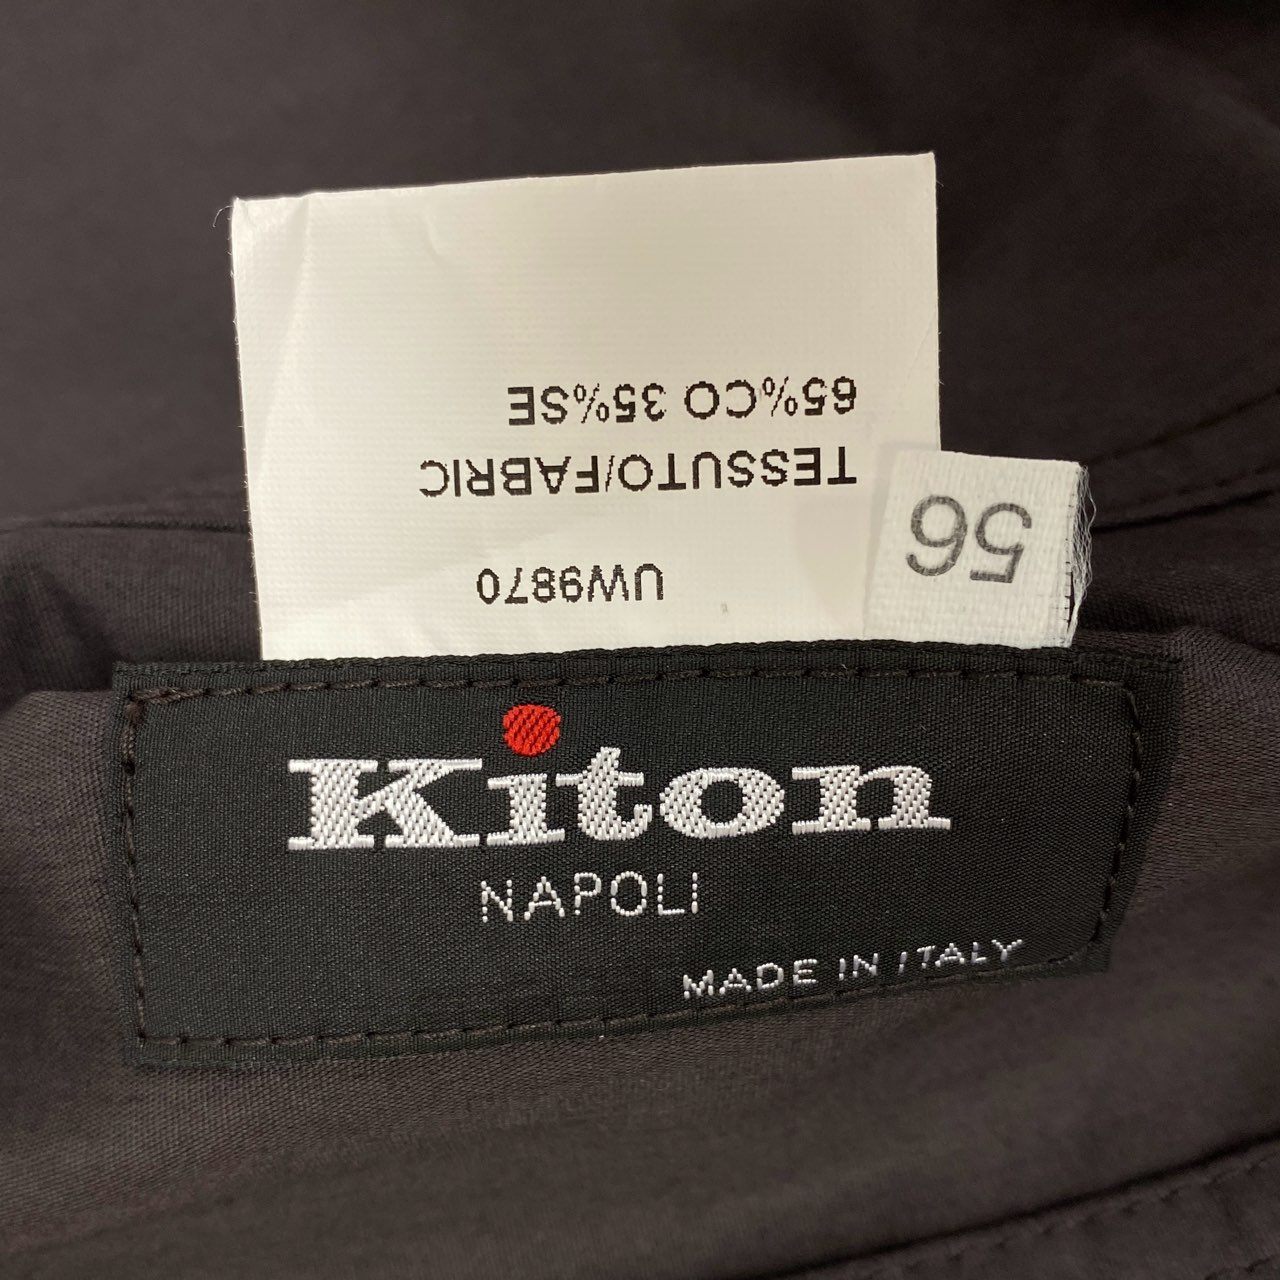 UW9870
TESSUTO/FABRIC
65%CO 35%SE
56
Kiton
NAPOLI
MADE IN ITALY